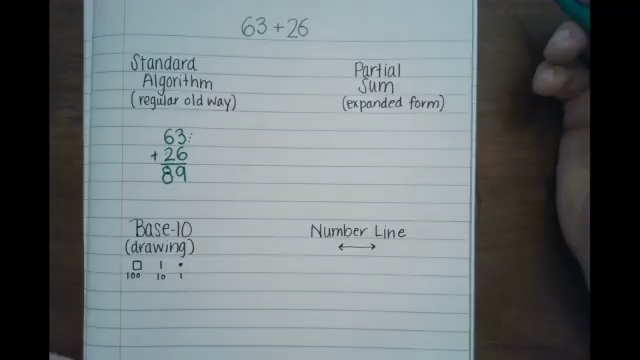 63 + 26
Standard
Algorithm
(regular old way)
63
+ 26
89
Partial
Sum
(expanded form)
Base-10
(drawing)
100 10 1
Number Line